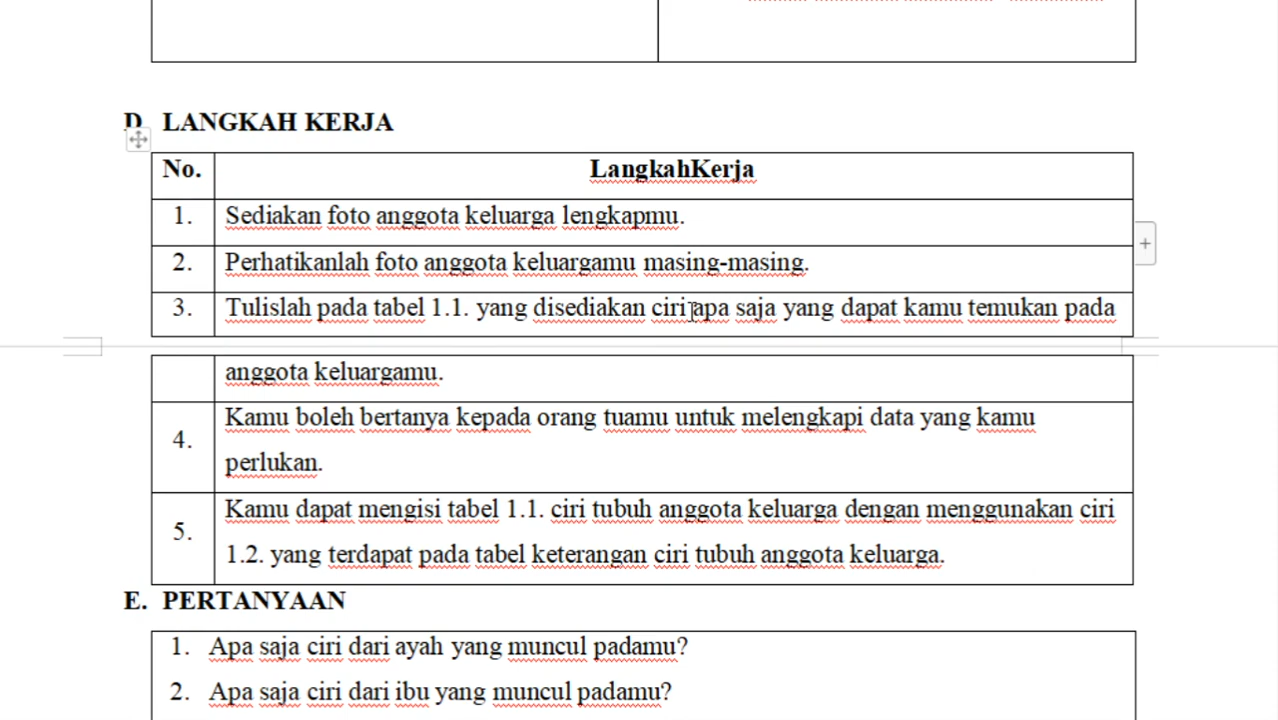 D. LANGKAH KERJA
No. LangkahKerja
1. Sediakan foto anggota keluarga lengkapmu.
2. Perhatikanlah foto anggota keluargamu masing-masing.
3. Tulislah pada tabel 1.1. yang disediakan ciri apa saja yang dapat kamu temukan pada
anggota keluargamu.
4. Kamu boleh bertanya kepada orang tuamu untuk melengkapi data yang kamu
perlukan.
5. Kamu dapat mengisi tabel 1.1. ciri tubuh anggota keluarga dengan menggunakan ciri
1.2. yang terdapat pada tabel keterangan ciri tubuh anggota keluarga.
E. PERTANYAAN
1. Apa saja ciri dari ayah yang muncul padamu?
2. Apa saja ciri dari ibu yang muncul padamu?